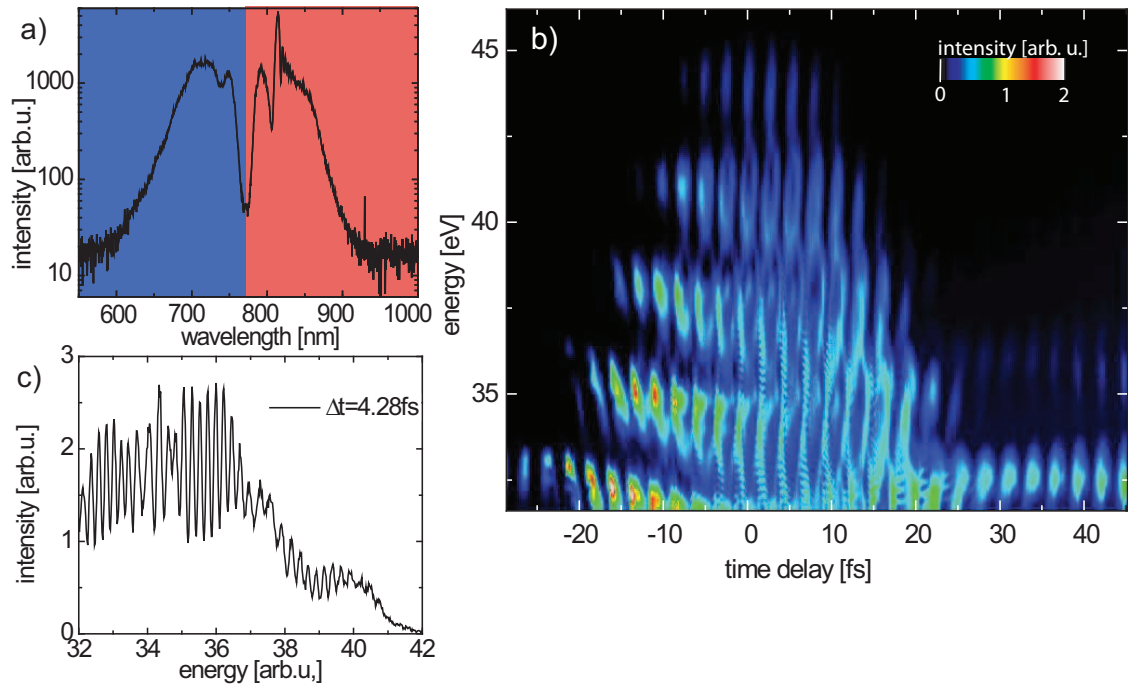 a)
intensity [arb.u.]
1000
100
10
600 700 800 900 1000
wavelength [nm]
b)
intensity [arb. u.]
0 1 2
energy [eV]
45
40
35
-20 -10 0 10 20 30 40
time delay [fs]
c)
Δt=4.28fs
intensity [arb.u.]
3
2
1
0
32 34 36 38 40 42
energy [arb.u,]